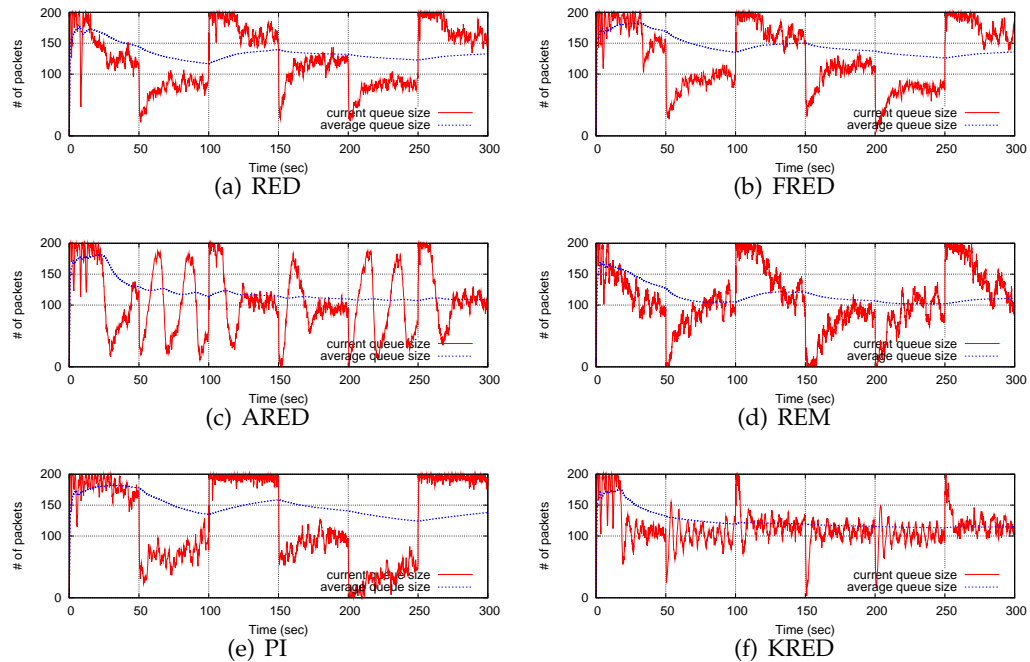 200
150
100
50
0
# of packets
current queue size
average queue size
0 50 100 150 200 250 300
Time (sec)
(a) RED
200
150
100
50
0
# of packets
current queue size
average queue size
0 50 100 150 200 250 300
Time (sec)
(b) FRED
200
150
100
50
0
# of packets
current queue size
average queue size
0 50 100 150 200 250 300
Time (sec)
(c) ARED
200
150
100
50
0
# of packets
current queue size
average queue size
0 50 100 150 200 250 300
Time (sec)
(d) REM
200
150
100
50
0
# of packets
current queue size
average queue size
0 50 100 150 200 250 300
Time (sec)
(e) PI
200
150
100
50
0
# of packets
current queue size
average queue size
0 50 100 150 200 250 300
Time (sec)
(f) KRED